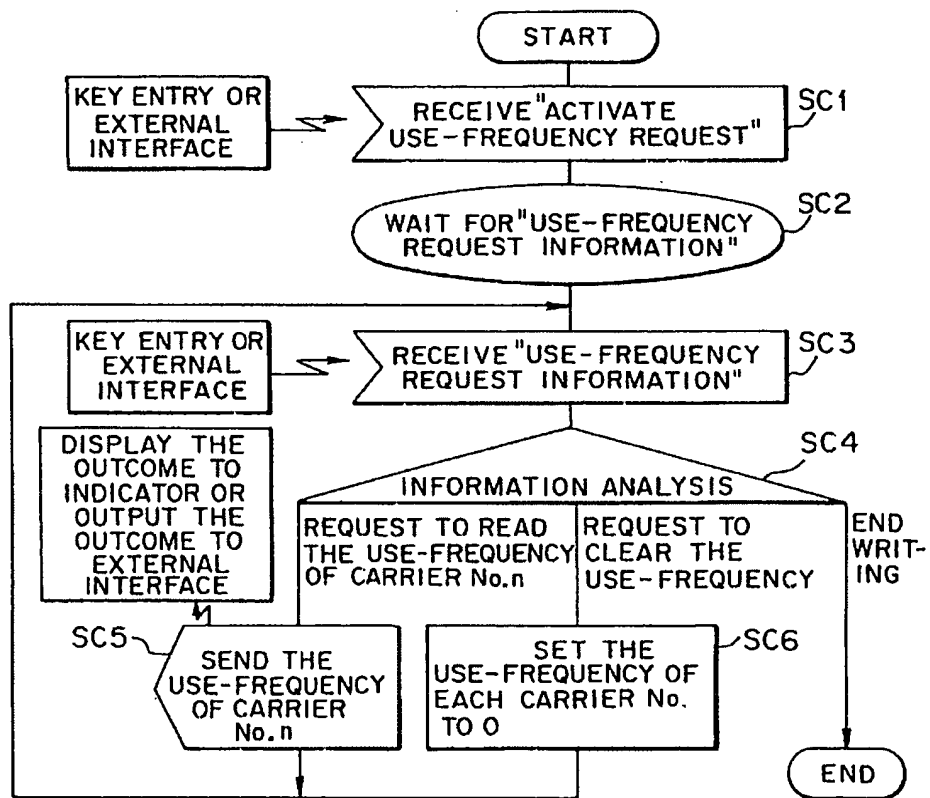 START
KEY ENTRY OR
EXTERNAL
INTERFACE
RECEIVE "ACTIVATE
USE-FREQUENCY REQUEST"
SC1
WAIT FOR "USE-FREQUENCY
REQUEST INFORMATION"
SC2
KEY ENTRY OR
EXTERNAL
INTERFACE
RECEIVE "USE-FREQUENCY
REQUEST INFORMATION"
SC3
DISPLAY THE
OUTCOME TO
INDICATOR OR
OUTPUT THE
OUTCOME TO
EXTERNAL
INTERFACE
INFORMATION ANALYSIS
SC4
REQUEST TO READ
THE USE-FREQUENCY
OF CARRIER No.n
REQUEST TO
CLEAR THE
USE-FREQUENCY
END
WRIT-
ING
SC5
SEND THE
USE-FREQUENCY
OF CARRIER
No.n
SET THE
USE-FREQUENCY OF
EACH CARRIER No.
TO 0
SC6
END